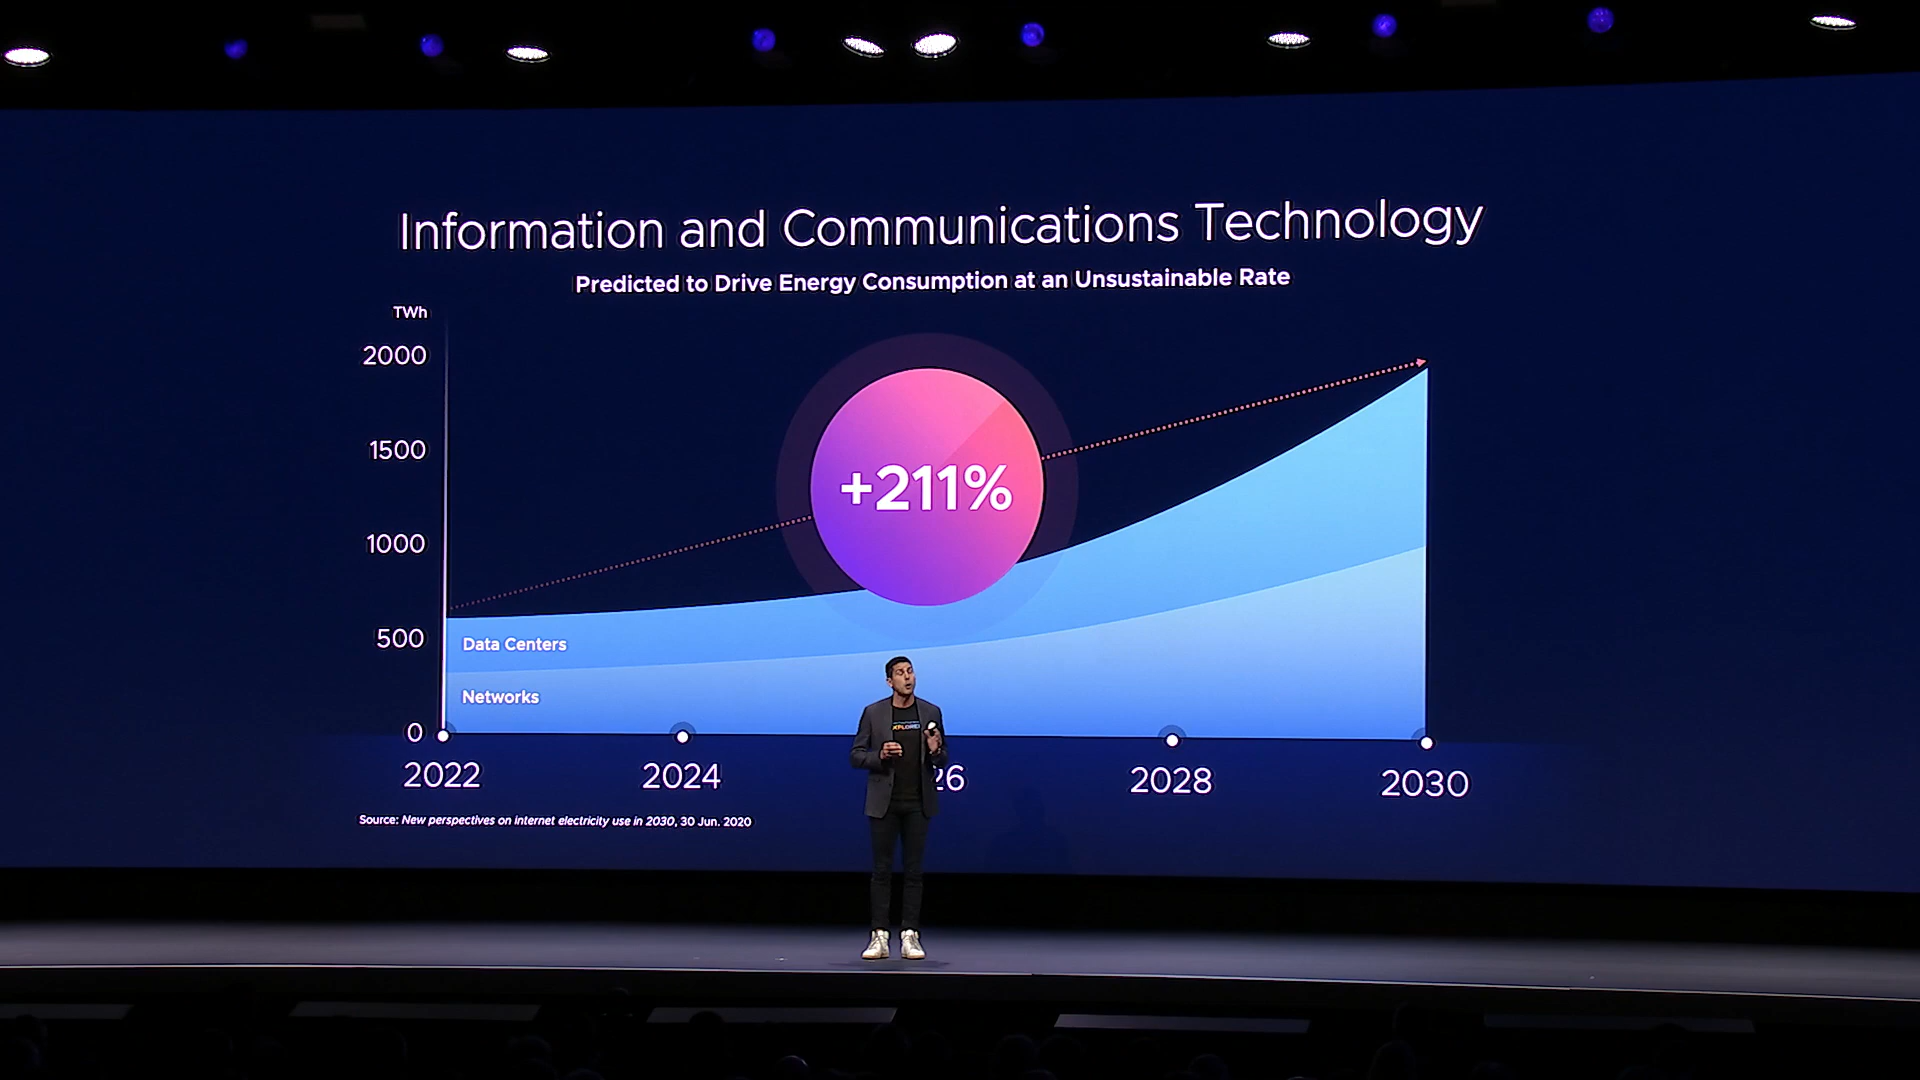 Information and Communications Technology
Predicted to Drive Energy Consumption at an Unsustainable Rate
TWh
2000
1500
1000
500
0
+211%
Data Centers
Networks
2022
2024
26
2028
2030
Source: New perspectives on internet electricity use in 2030, 30 Jun. 2020